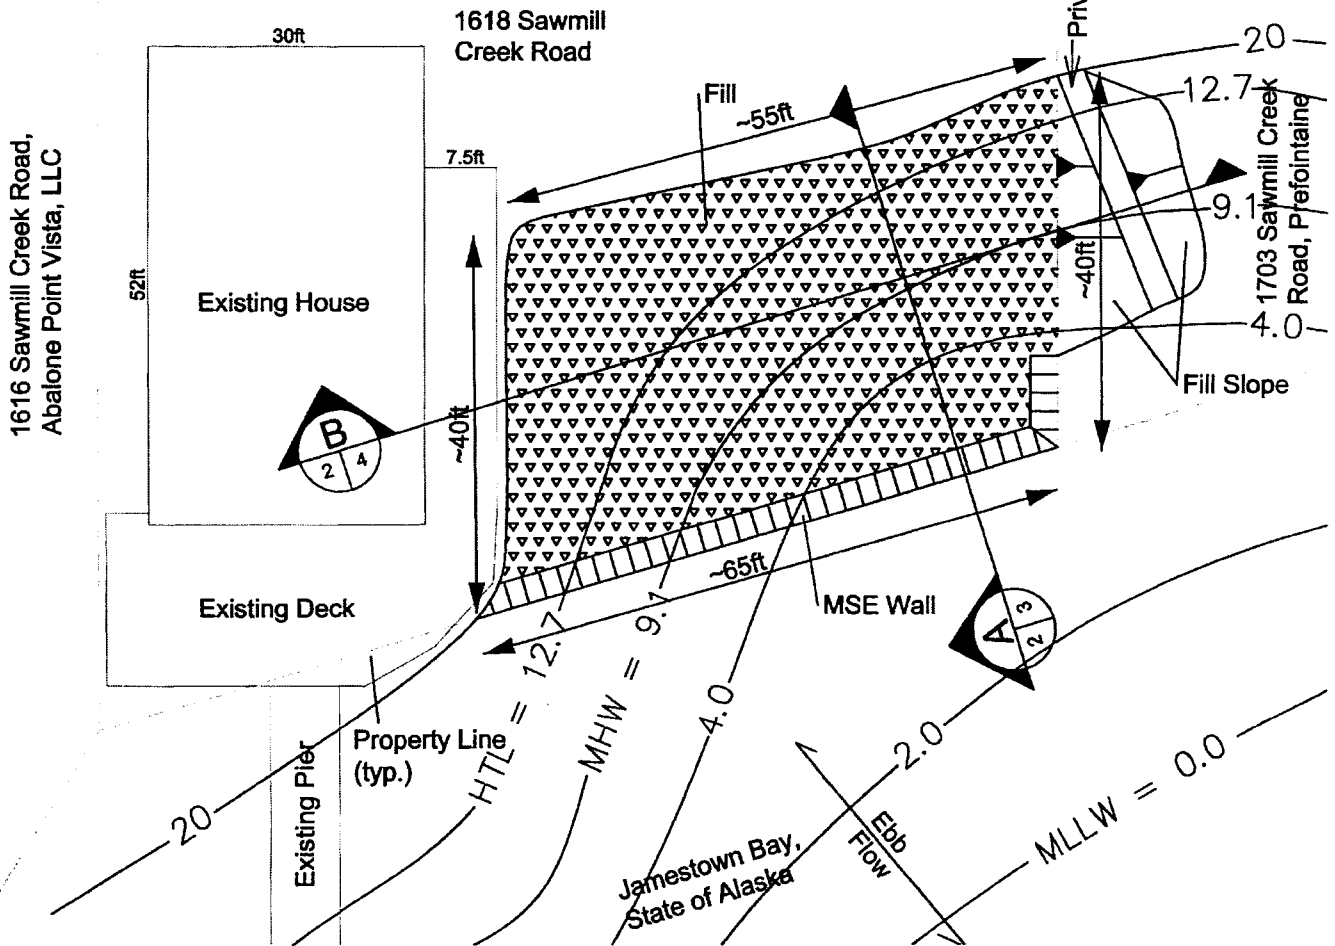 1618 Sawmill
Creek Road
30ft
Priv
20
12.7
Fill
~55ft
1616 Sawmill Creek Road,
Abalone Point Vista, LLC
7.5ft
1703 Sawmill Creek
Road, Prefontaine
9.1
52ft
Existing House
~40ft
4.0
Fill Slope
B
2 4
~40ft
~65ft
MSE Wall
A
2 3
Existing Deck
HTL = 12.7
MHW = 9.1
4.0
2.0
MLLW = 0.0
Property Line
(typ.)
20
Existing Pier
Ebb
Flow
Jamestown Bay,
State of Alaska